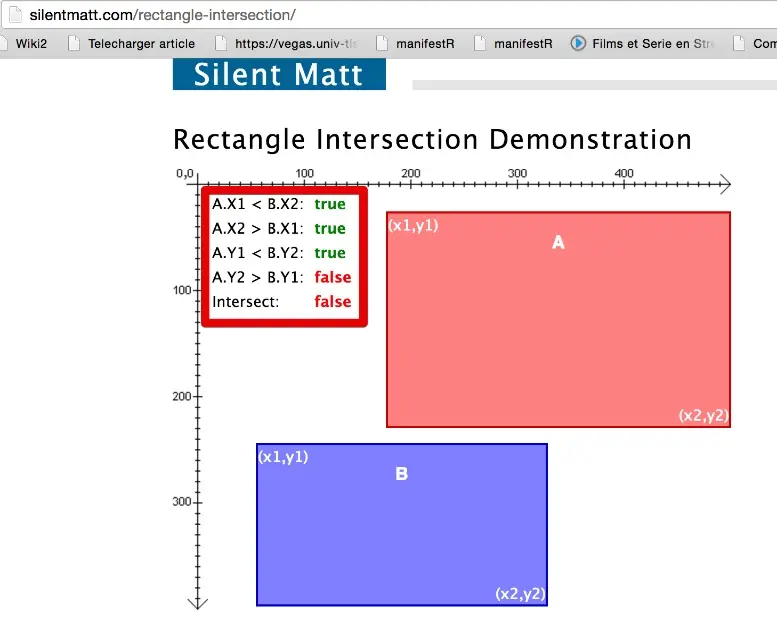 silentmatt.com/rectangle-intersection/
Wiki2 Telecharger article https://vegas.univ-tls manifestR manifestR Films et Serie en Stre Com
Silent Matt
Rectangle Intersection Demonstration
0,0 100 200 300 400
A.X1 < B.X2: true
A.X2 > B.X1: true
A.Y1 < B.Y2: true
A.Y2 > B.Y1: false
Intersect: false
(x1,y1)
A
(x2,y2)
100
200
300
(x1,y1)
B
(x2,y2)